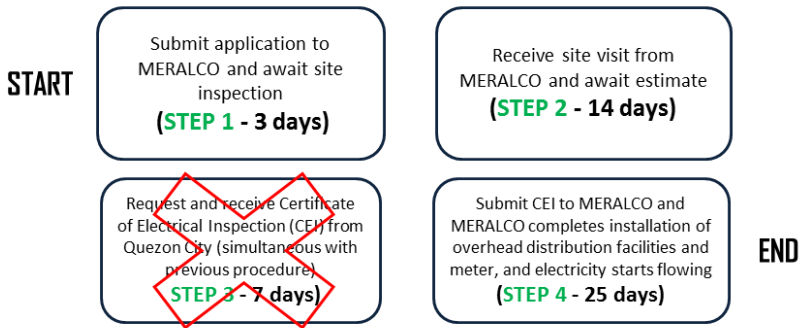 START
Submit application to
MERALCO and await site
inspection
(STEP 1 - 3 days)
Receive site visit from
MERALCO and await estimate
(STEP 2 - 14 days)
Request and receive Certificate
of Electrical Inspection (CEI) from
Quezon City (simultaneous with
previous procedure)
STEP 3 - 7 days)
Submit CEI to MERALCO and
MERALCO completes installation of
overhead distribution facilities and
meter, and electricity starts flowing
(STEP 4 - 25 days)
END